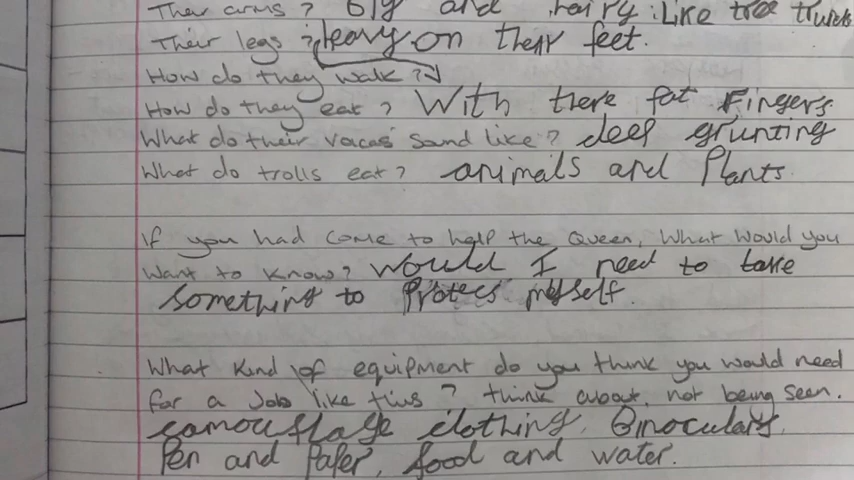 Their arms? big and hairy like tree trunks
Their legs? heavy on their feet.
How do they walk?
How do they eat? With there fat Fingers
What do their voices sound like? deep grunting
What do trolls eat? animals and Plants.
If you had come to help the Queen, What would you
want to know? Would I need to take
something to Protecs myself.
What kind of equipment do you think you would need
for a job like this? think about, not being seen.
camouflage clothing, Binoculars,
Pen and Paper, food and water.